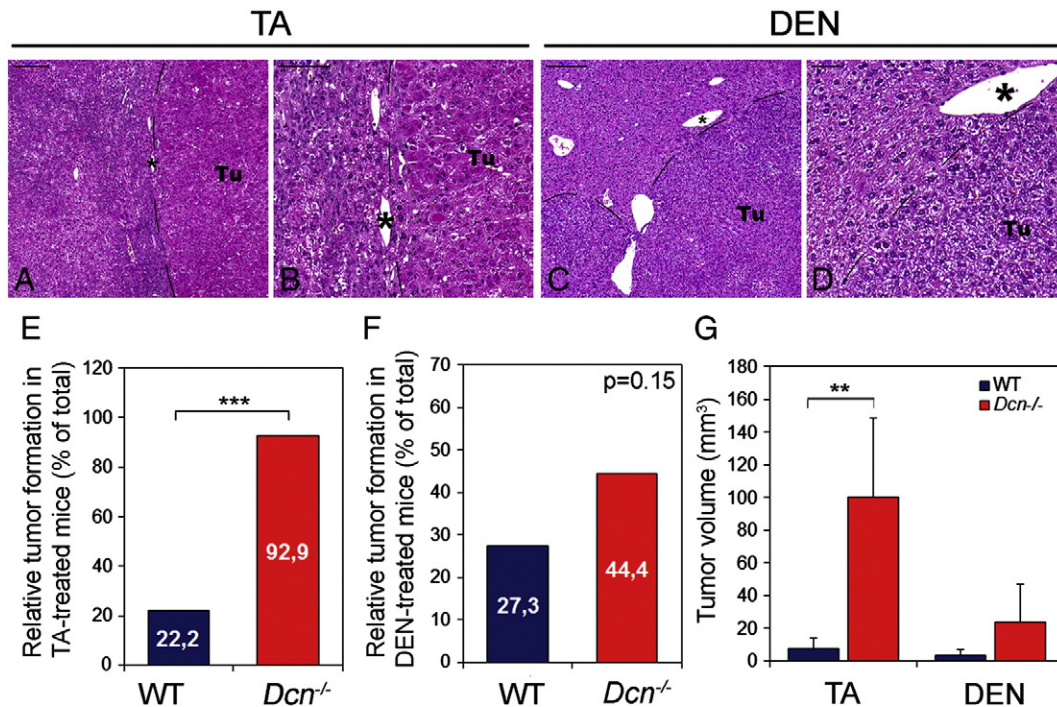 TA
DEN
A
*
Tu
B
*
Tu
C
*
Tu
D
*
Tu
E
Relative tumor formation in
TA-treated mice (% of total)
120
100
80
60
40
20
0
***
22,2
92,9
WT
Dcn-/-
F
Relative tumor formation in
DEN-treated mice (% of total)
70
60
50
40
30
20
10
0
p=0.15
27,3
44,4
WT
Dcn-/-
G
Tumor volume (mm³)
180
160
140
120
100
80
60
40
20
0
**
WT
Dcn-/-
TA
DEN